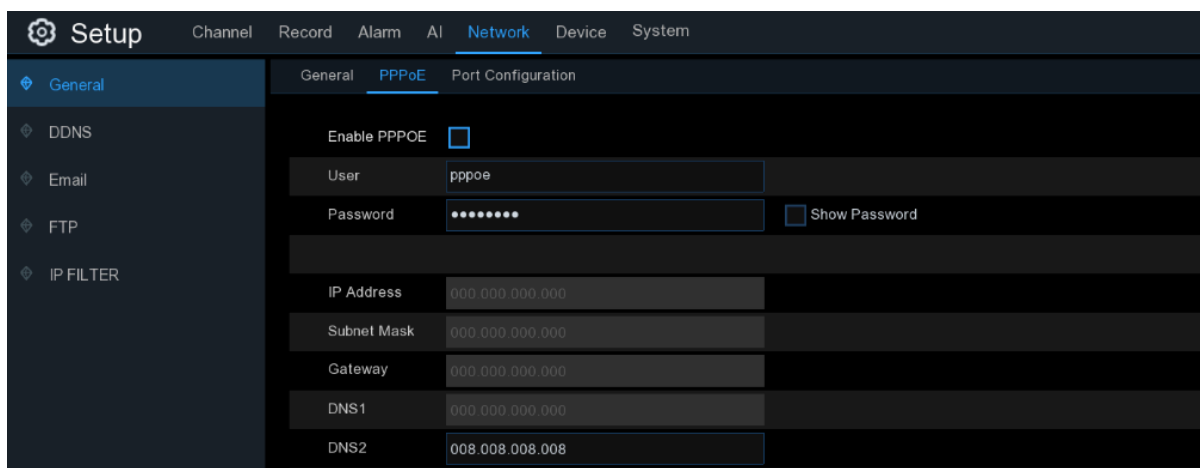 Setup Channel Record Alarm AI Network Device System
General PPPoE Port Configuration
General
DDNS
Email
FTP
IP FILTER
Enable PPPOE
User pppoe
Password •••••••• Show Password
IP Address 000.000.000.000
Subnet Mask 000.000.000.000
Gateway 000.000.000.000
DNS1 000.000.000.000
DNS2 008.008.008.008